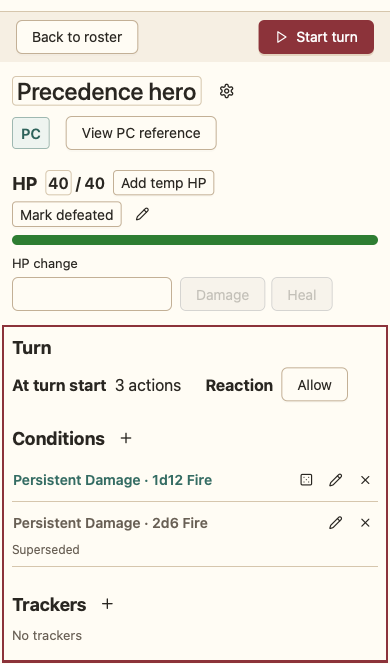 Back to roster Start turn
Precedence hero
PC View PC reference
HP 40 / 40 Add temp HP
Mark defeated
HP change
Damage Heal
Turn
At turn start 3 actions Reaction Allow
Conditions +
Persistent Damage · 1d12 Fire
Persistent Damage · 2d6 Fire
Superseded
Trackers +
No trackers